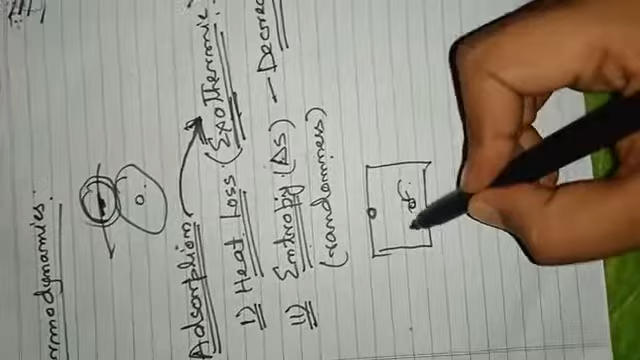 rmodynamics:
Adsorption
I) Heat Loss. (Exothermic
II) Entropy (ΔS) - Decrea
(randomness)